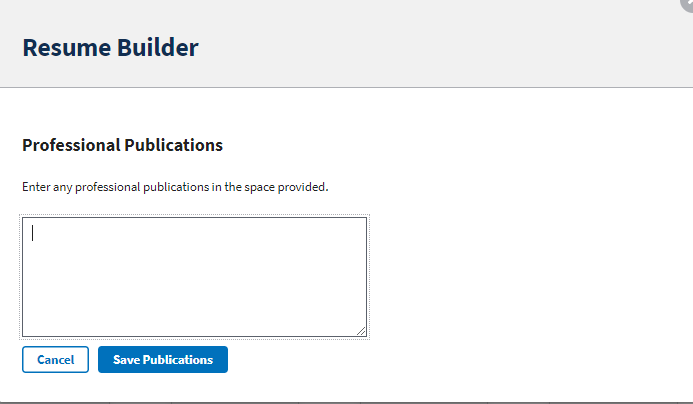 Resume Builder
Professional Publications
Enter any professional publications in the space provided.
Cancel
Save Publications